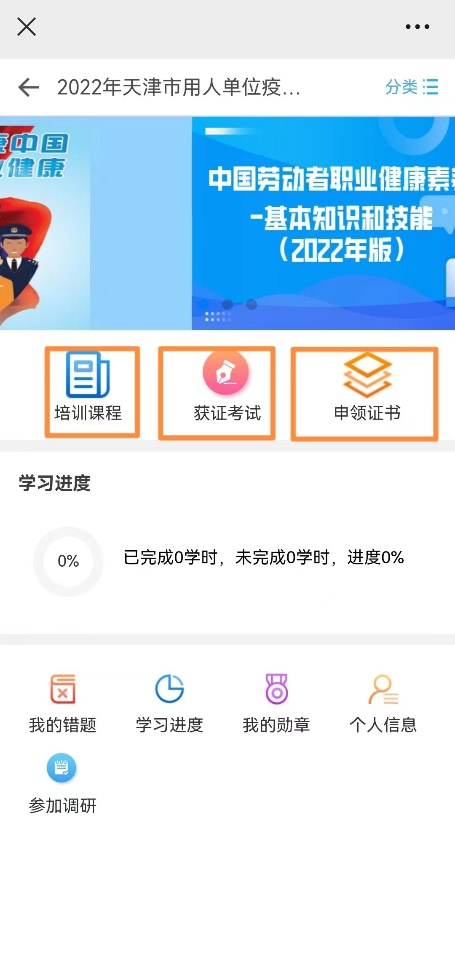 2022年天津市用人单位疫...
分类
中国
健康
中国劳动者职业健康素
-基本知识和技能
（2022年版）
培训课程
获证考试
申领证书
学习进度
0%
已完成0学时，未完成0学时，进度0%
我的错题
学习进度
我的勋章
个人信息
参加调研